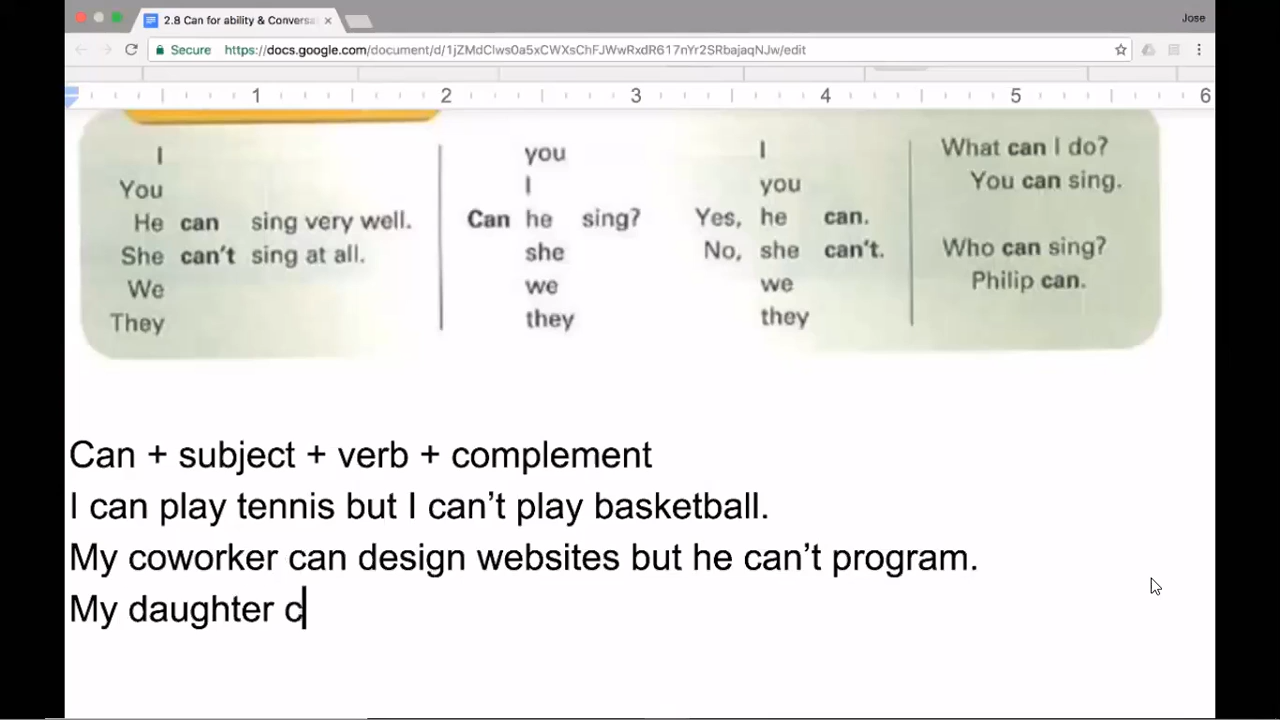 2.8 Can for ability & Conversa
Jose
Secure https://docs.google.com/document/d/1jZMdClws0a5xCWXsChFJWwRxdR617nYr2SRbajaqNJw/edit
1 2 3 4 5 6
I
You
He can sing very well.
She can't sing at all.
We
They
you
I
Can he sing?
she
we
they
I
you
Yes, he can.
No, she can't.
we
they
What can I do?
You can sing.
Who can sing?
Philip can.
Can + subject + verb + complement
I can play tennis but I can’t play basketball.
My coworker can design websites but he can’t program.
My daughter c